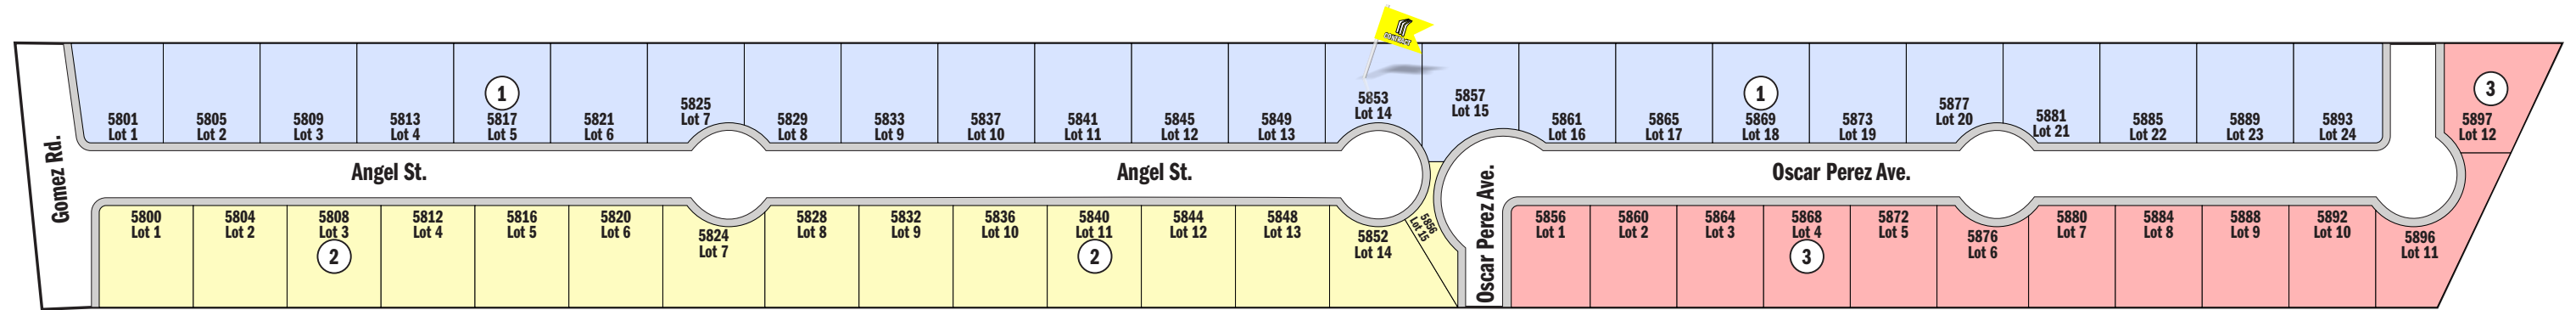 CONTRACT
1
1
3
5801
Lot 1
5805
Lot 2
5809
Lot 3
5813
Lot 4
5817
Lot 5
5821
Lot 6
5825
Lot 7
5829
Lot 8
5833
Lot 9
5837
Lot 10
5841
Lot 11
5845
Lot 12
5849
Lot 13
5853
Lot 14
5857
Lot 15
5861
Lot 16
5865
Lot 17
5869
Lot 18
5873
Lot 19
5877
Lot 20
5881
Lot 21
5885
Lot 22
5889
Lot 23
5893
Lot 24
5897
Lot 12
Gomez Rd.
Angel St.
Angel St.
Oscar Perez Ave.
Oscar Perez Ave.
5800
Lot 1
5804
Lot 2
5808
Lot 3
5812
Lot 4
5816
Lot 5
5820
Lot 6
5824
Lot 7
5828
Lot 8
5832
Lot 9
5836
Lot 10
5840
Lot 11
5844
Lot 12
5848
Lot 13
5852
Lot 14
5856
Lot 15
5856
Lot 1
5860
Lot 2
5864
Lot 3
5868
Lot 4
5872
Lot 5
5876
Lot 6
5880
Lot 7
5884
Lot 8
5888
Lot 9
5892
Lot 10
5896
Lot 11
2
2
3